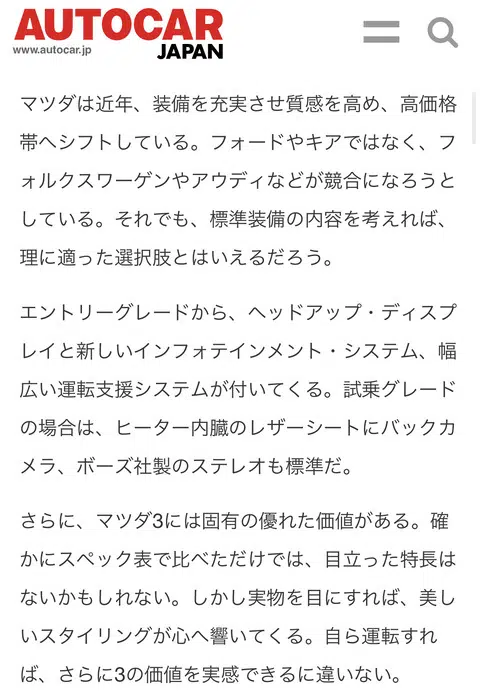 AUTOCAR
www.autocar.jp
JAPAN
マツダは近年、装備を充実させ質感を高め、高価格
帯へシフトしている。フォードやキアではなく、フ
ォルクスワーゲンやアウディなどが競合になろうと
している。それでも、標準装備の内容を考えれば、
理に適った選択肢とはいえるだろう。
エントリーグレードから、ヘッドアップ・ディスプ
レイと新しいインフォテインメント・システム、幅
広い運転支援システムが付いてくる。試乗グレード
の場合は、ヒーター内臓のレザーシートにバックカ
メラ、ボーズ社製のステレオも標準だ。
さらに、マツダ3には固有の優れた価値がある。確
かにスペック表で比べただけでは、目立った特長は
ないかもしれない。しかし実物を目にすれば、美し
いスタイリングが心へ響いてくる。自ら運転すれ
ば、さらに3の価値を実感できるに違いない。